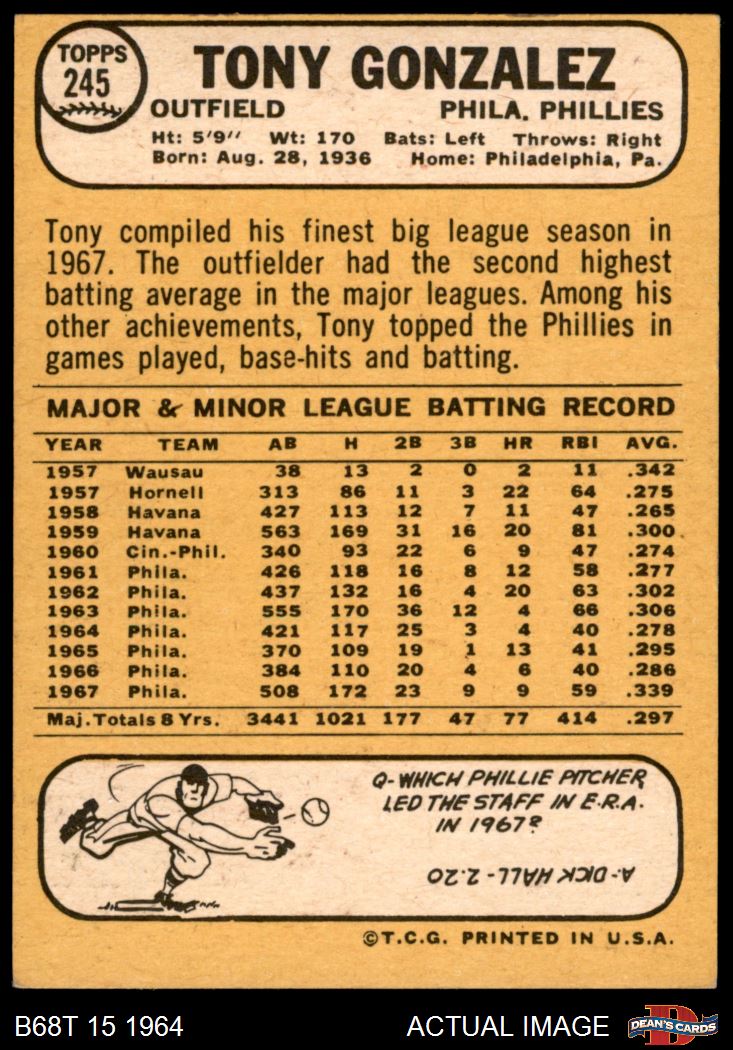 TOPPS
245
TONY GONZALEZ
OUTFIELD PHILA. PHILLIES
Ht: 5'9" Wt: 170 Bats: Left Throws: Right
Born: Aug. 28, 1936 Home: Philadelphia, Pa.
Tony compiled his finest big league season in
1967. The outfielder had the second highest
batting average in the major leagues. Among his
other achievements, Tony topped the Phillies in
games played, base-hits and batting.
MAJOR & MINOR LEAGUE BATTING RECORD
YEAR TEAM AB H 2B 3B HR RBI AVG.
1957 Wausau 38 13 2 0 2 11 .342
1957 Hornell 313 86 11 3 22 64 .275
1958 Havana 427 113 12 7 11 47 .265
1959 Havana 563 169 31 16 20 81 .300
1960 Cin.-Phil. 340 93 22 6 9 47 .274
1961 Phila. 426 118 16 8 12 58 .277
1962 Phila. 437 132 16 4 20 63 .302
1963 Phila. 555 170 36 12 4 66 .306
1964 Phila. 421 117 25 3 4 40 .278
1965 Phila. 370 109 19 1 13 41 .295
1966 Phila. 384 110 20 4 6 40 .286
1967 Phila. 508 172 23 9 9 59 .339
Maj. Totals 8 Yrs. 3441 1021 177 47 77 414 .297
Q-WHICH PHILLIE PITCHER
LED THE STAFF IN E.R.A.
IN 1967?
A-DICK HALL-2.20
©T.C.G. PRINTED IN U.S.A.
B68T 15 1964 ACTUAL IMAGE DEAN'S CARDS